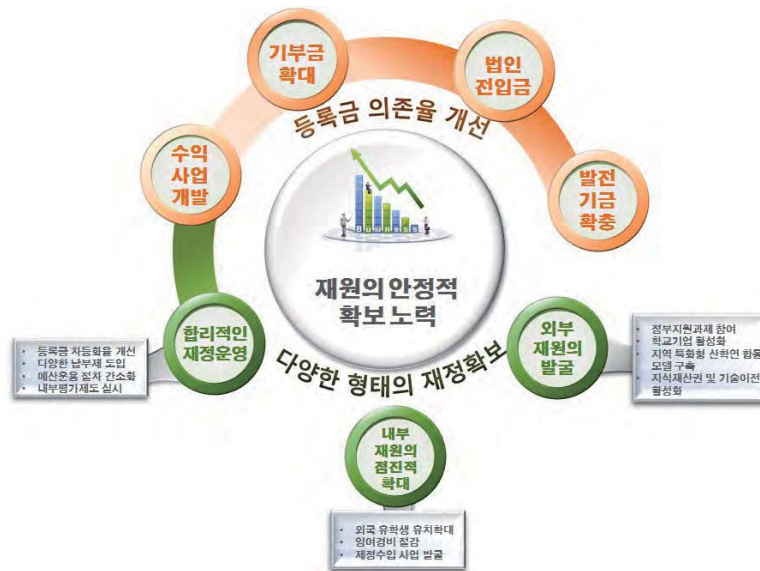 기부금
확대
법인
전입금
등록금 의존율 개선
수익
사업
개발
발전
기금
확충
Business
재원의 안정적
확보 노력
합리적인
재정운영
외부
재원의
발굴
다양한 형태의 재정확보
• 등록금 차등화율 개선
• 다양한 납부제 도입
• 예산운용 절차 간소화
• 내부평가제도 실시
• 정부지원과제 참여
• 학교기업 활성화
• 지역 특화형 산학연 합동
모델 구축
• 지식재산권 및 기술이전
활성화
내부
재원의
점진적
확대
• 외국 유학생 유치확대
• 잉여경비 절감
• 재정수입 사업 발굴